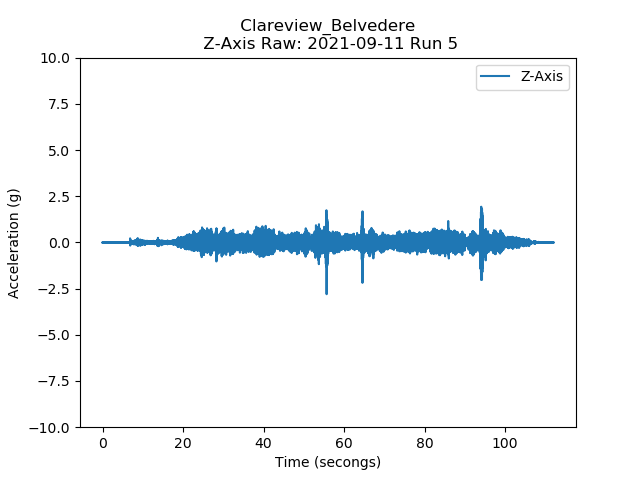 Clareview_Belvedere
Z-Axis Raw: 2021-09-11 Run 5
Z-Axis
10.0
7.5
5.0
2.5
0.0
−2.5
−5.0
−7.5
−10.0
Acceleration (g)
0 20 40 60 80 100
Time (secongs)